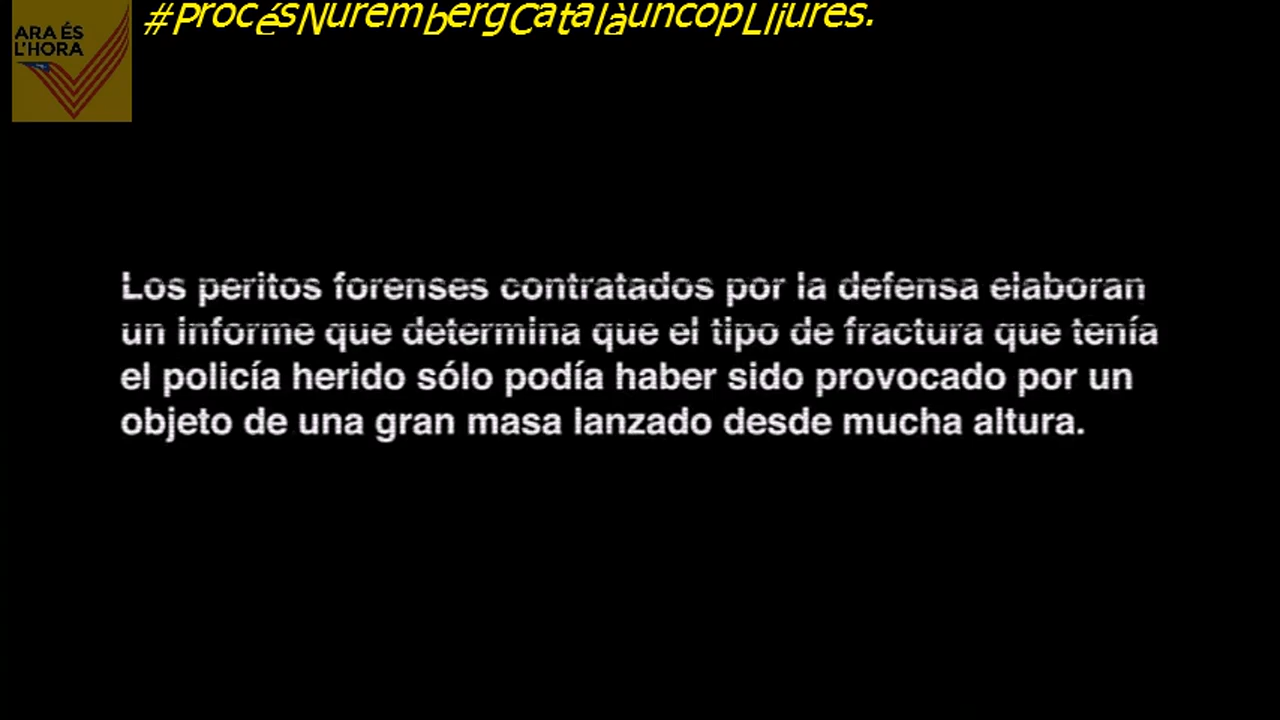 #ProcésNurembergCatalàuncopLliures.
ARA ÉS
L'HORA
Los peritos forenses contratados por la defensa elaboran
un informe que determina que el tipo de fractura que tenía
el policía herido sólo podía haber sido provocado por un
objeto de una gran masa lanzado desde mucha altura.